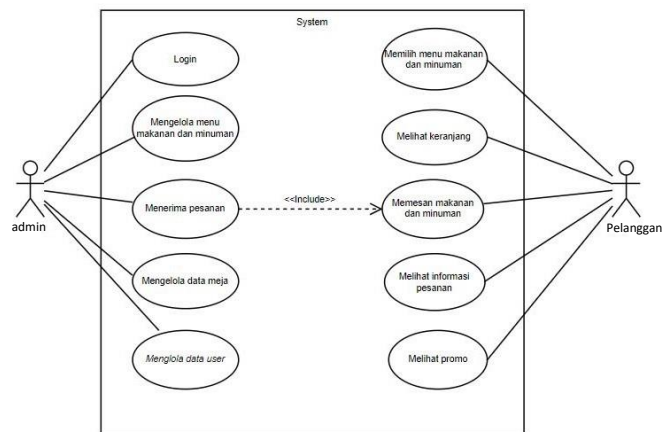 System
Login
Memilih menu makanan
dan minuman
Mengelola menu
makanan dan minuman
Melihat keranjang
Menerima pesanan
<<Include>>
Memesan makanan
dan minuman
admin
Pelanggan
Mengelola data meja
Melihat informasi
pesanan
Menglola data user
Melihat promo